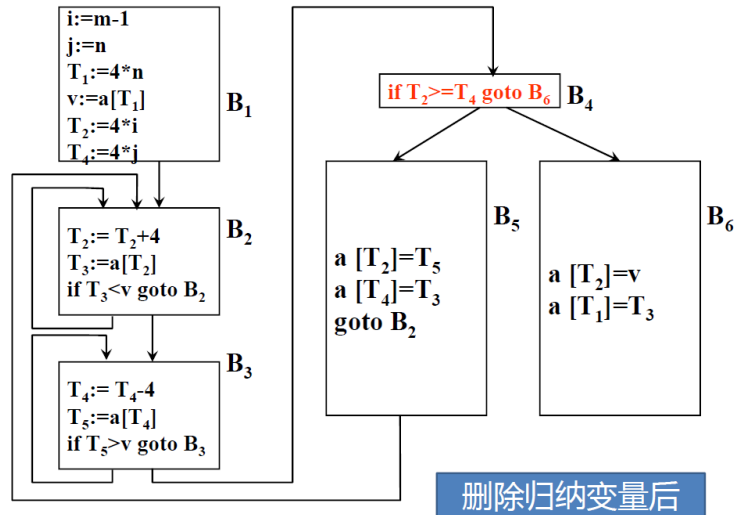 i:=m-1
j:=n
T₁:=4*n
v:=a[T₁]
T₂:=4*i
T₄:=4*j
B₁
T₂:= T₂+4
T₃:=a[T₂]
if T₃<v goto B₂
B₂
T₄:= T₄-4
T₅:=a[T₄]
if T₅>v goto B₃
B₃
if T₂>=T₄ goto B₆
B₄
a [T₂]=T₅
a [T₄]=T₃
goto B₂
B₅
a [T₂]=v
a [T₁]=T₃
B₆
删除归纳变量后